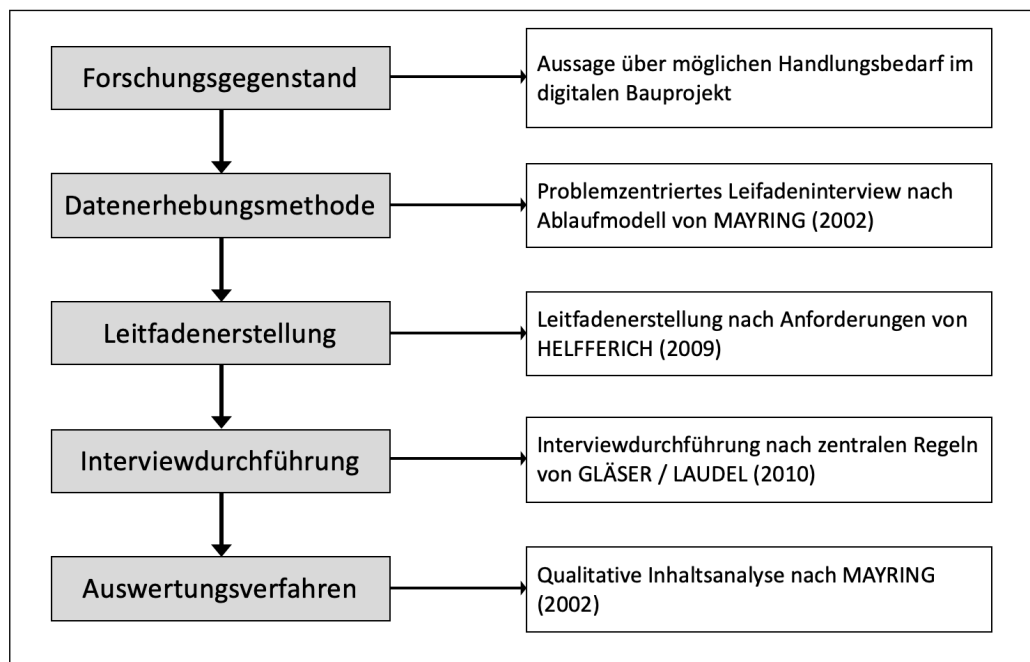 Forschungsgegenstand
Aussage über möglichen Handlungsbedarf im
digitalen Bauprojekt
Datenerhebungsmethode
Problemzentriertes Leifadeninterview nach
Ablaufmodell von MAYRING (2002)
Leitfadenerstellung
Leitfadenerstellung nach Anforderungen von
HELFFERICH (2009)
Interviewdurchführung
Interviewdurchführung nach zentralen Regeln
von GLÄSER / LAUDEL (2010)
Auswertungsverfahren
Qualitative Inhaltsanalyse nach MAYRING
(2002)